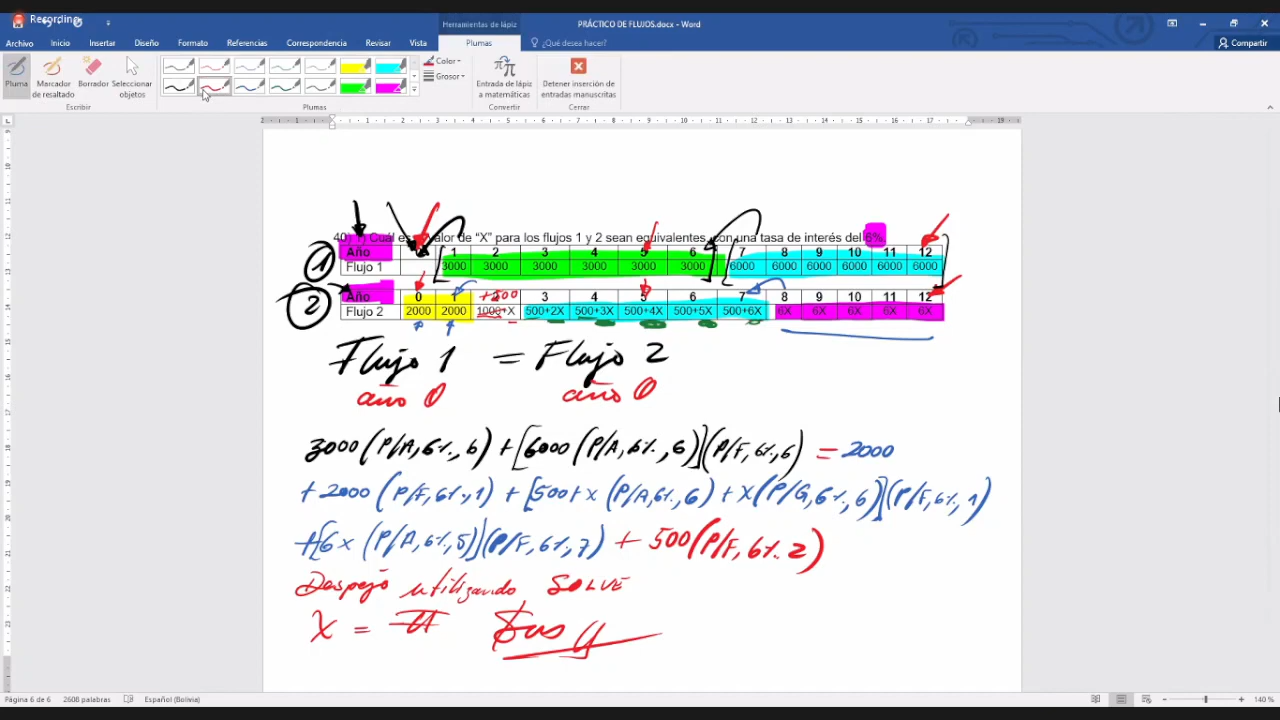 Recording
Herramientas de lápiz
PRÁCTICO DE FLUJOS.docx - Word
Archivo Inicio Insertar Diseño Formato Referencias Correspondencia Revisar Vista Plumas ¿Qué desea hacer? Compartir
Pluma Marcador de resaltado Borrador Seleccionar objetos
Color
Grosor
Entrada de lápiz a matemáticas
Detener inserción de entradas manuscritas
Escribir Plumas Convertir Cerrar
40) 1) Cuál es valor de "X" para los flujos 1 y 2 sean equivalentes, con una tasa de interés del 6%.
1 Año 1 2 3 4 5 6 7 8 9 10 11 12
Flujo 1 3000 3000 3000 3000 3000 3000 6000 6000 6000 6000 6000 6000
+500
2 Año 0 1 2 3 4 5 6 7 8 9 10 11 12
Flujo 2 2000 2000 1000+X 500+2X 500+3X 500+4X 500+5X 500+6X 6X 6X 6X 6X 6X
Flujo 1 = Flujo 2
año 0 año 0
3000 (P/A, 6%, 6) + [6000 (P/A, 6%, 6)](P/F, 6%, 6) = 2000
+ 2000 (P/F, 6%, 1) + [500+x (P/A, 6%, 6) + x(P/G, 6%, 6)](P/F, 6%, 1)
+[6x (P/A, 6%, 5)](P/F, 6%, 7) + 500(P/F, 6%. 2)
Despejo utilizando SOLVE
X = $us
Página 6 de 6 2608 palabras Español (Bolivia) 140 %